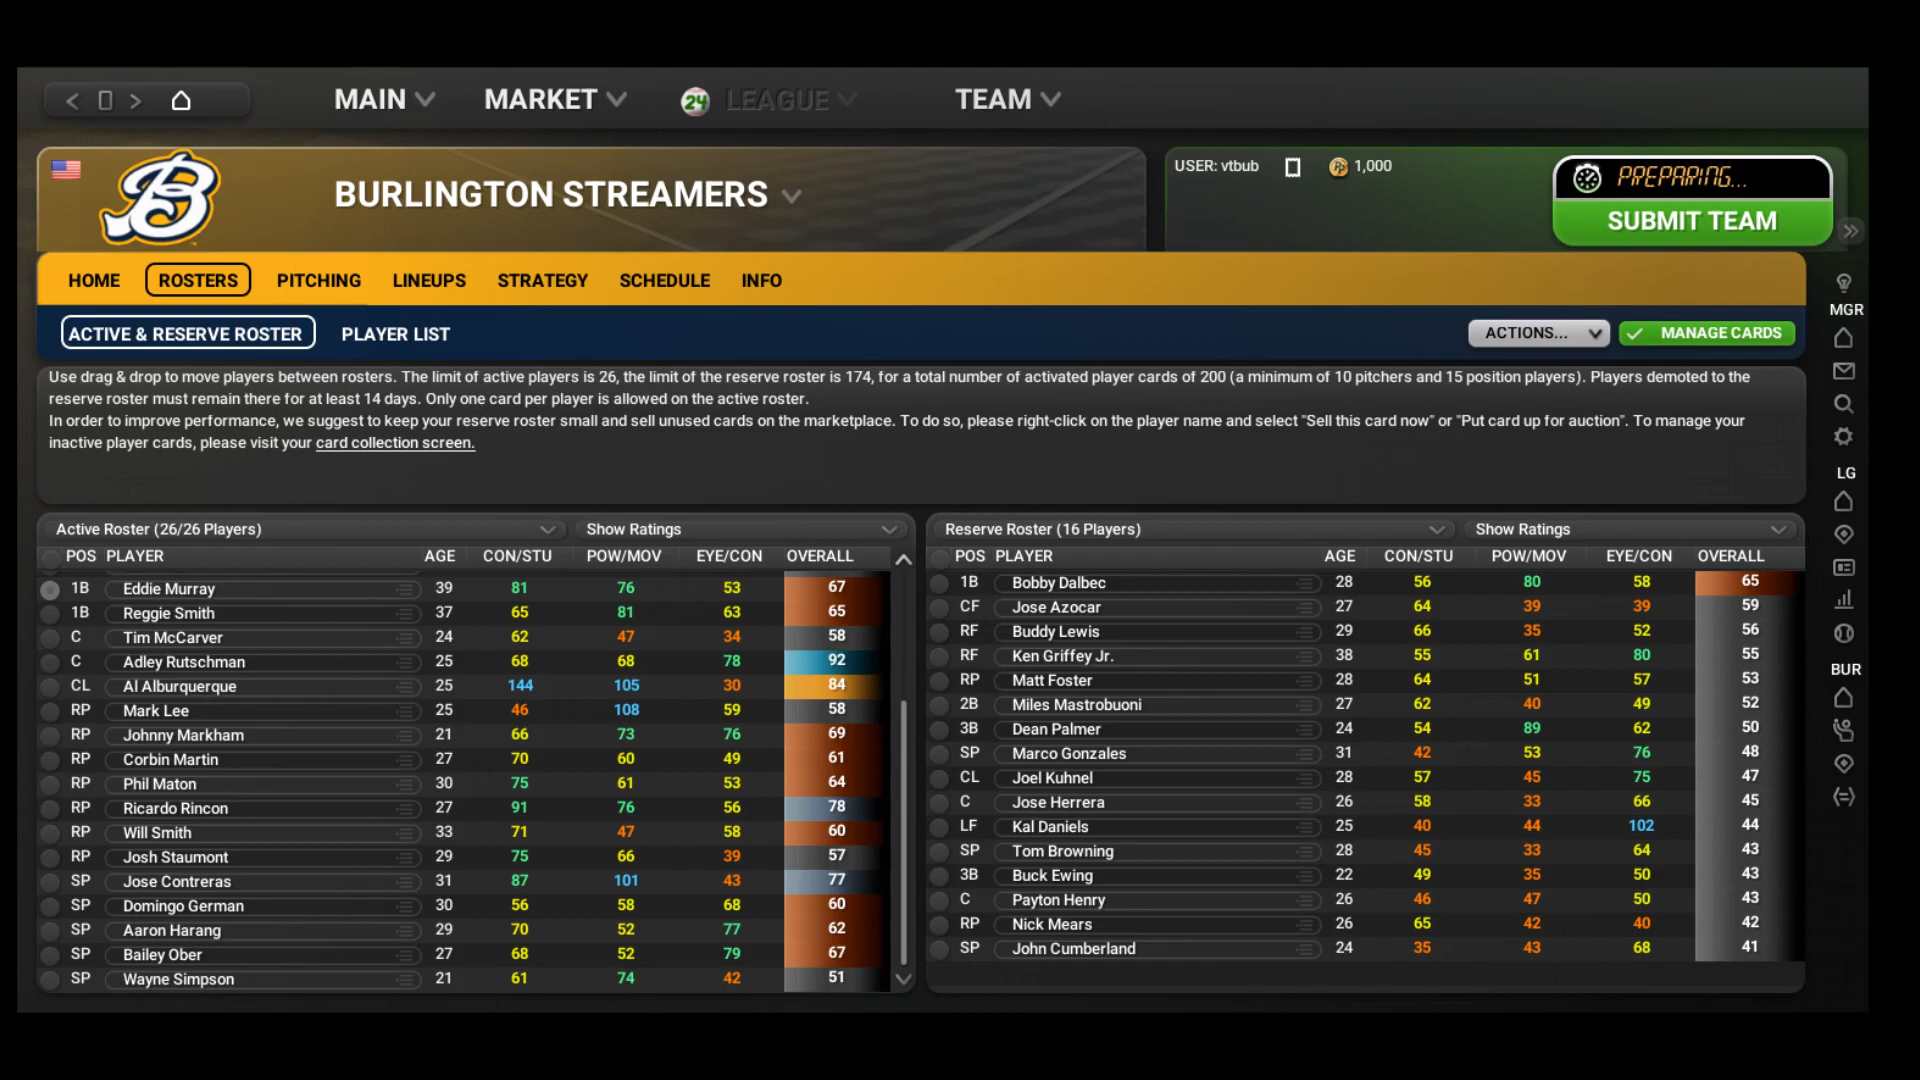 MAIN MARKET 24 LEAGUE TEAM
B
BURLINGTON STREAMERS
USER: vtbub 1,000
PREPARING...
SUBMIT TEAM
HOME ROSTERS PITCHING LINEUPS STRATEGY SCHEDULE INFO
ACTIVE & RESERVE ROSTER PLAYER LIST ACTIONS... MANAGE CARDS
Use drag & drop to move players between rosters. The limit of active players is 26, the limit of the reserve roster is 174, for a total number of activated player cards of 200 (a minimum of 10 pitchers and 15 position players). Players demoted to the
reserve roster must remain there for at least 14 days. Only one card per player is allowed on the active roster.
In order to improve performance, we suggest to keep your reserve roster small and sell unused cards on the marketplace. To do so, please right-click on the player name and select "Sell this card now" or "Put card up for auction". To manage your
inactive player cards, please visit your card collection screen.
Active Roster (26/26 Players) Show Ratings
POS PLAYER AGE CON/STU POW/MOV EYE/CON OVERALL
1B Eddie Murray 39 81 76 53 67
1B Reggie Smith 37 65 81 63 65
C Tim McCarver 24 62 47 34 58
C Adley Rutschman 25 68 68 78 92
CL Al Alburquerque 25 144 105 30 84
RP Mark Lee 25 46 108 59 58
RP Johnny Markham 21 66 73 76 69
RP Corbin Martin 27 70 60 49 61
RP Phil Maton 30 75 61 53 64
RP Ricardo Rincon 27 91 76 56 78
RP Will Smith 33 71 47 58 60
RP Josh Staumont 29 75 66 39 57
SP Jose Contreras 31 87 101 43 77
SP Domingo German 30 56 58 68 60
SP Aaron Harang 29 70 52 77 62
SP Bailey Ober 27 68 52 79 67
SP Wayne Simpson 21 61 74 42 51
Reserve Roster (16 Players) Show Ratings
POS PLAYER AGE CON/STU POW/MOV EYE/CON OVERALL
1B Bobby Dalbec 28 56 80 58 65
CF Jose Azocar 27 64 39 39 59
RF Buddy Lewis 29 66 35 52 56
RF Ken Griffey Jr. 38 55 61 80 55
RP Matt Foster 28 64 51 57 53
2B Miles Mastrobuoni 27 62 40 49 52
3B Dean Palmer 24 54 89 62 50
SP Marco Gonzales 31 42 53 76 48
CL Joel Kuhnel 28 57 45 75 47
C Jose Herrera 26 58 33 66 45
LF Kal Daniels 25 40 44 102 44
SP Tom Browning 28 45 33 64 43
3B Buck Ewing 22 49 35 50 43
C Payton Henry 26 46 47 50 43
RP Nick Mears 26 65 42 40 42
SP John Cumberland 24 35 43 68 41
MGR
LG
BUR